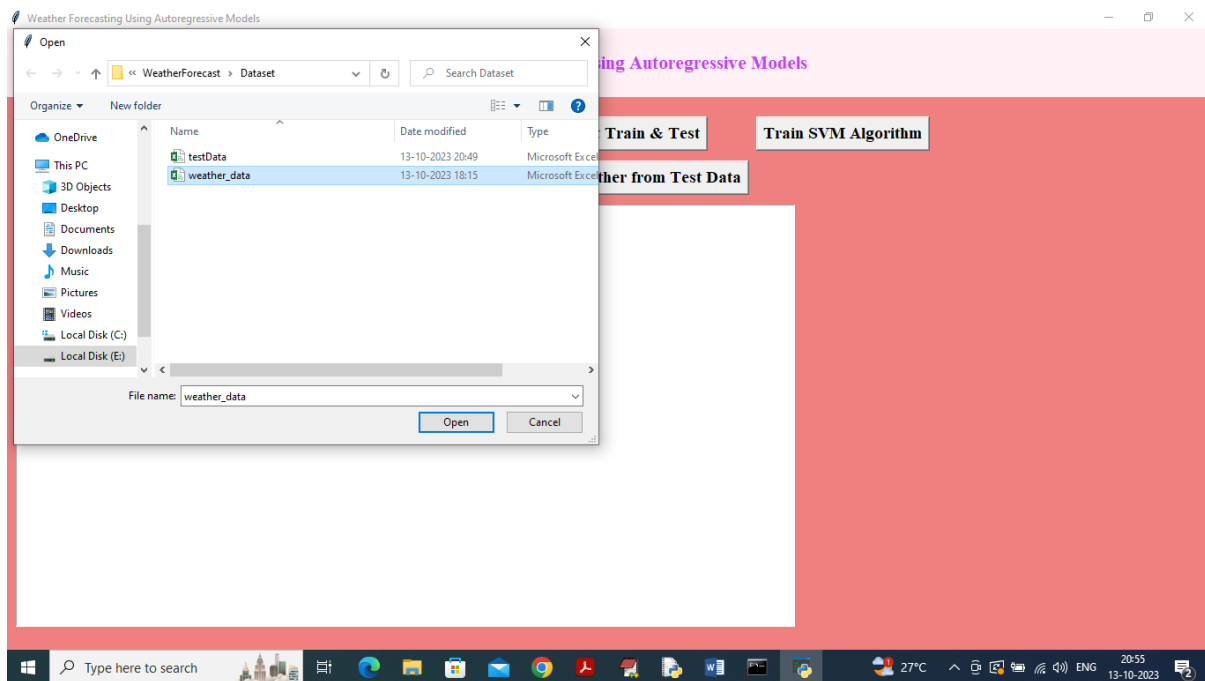 Weather Forecasting Using Autoregressive Models
Open
ing Autoregressive Models
« WeatherForecast > Dataset
Search Dataset
Organize
New folder
Train & Test
Train SVM Algorithm
ther from Test Data
Name
Date modified
Type
testData
13-10-2023 20:49
Microsoft Excel
weather_data
13-10-2023 18:15
Microsoft Excel
OneDrive
This PC
3D Objects
Desktop
Documents
Downloads
Music
Pictures
Videos
Local Disk (C:)
Local Disk (E:)
File name:
weather_data
Open
Cancel
Type here to search
27°C
ENG
20:55
13-10-2023
2